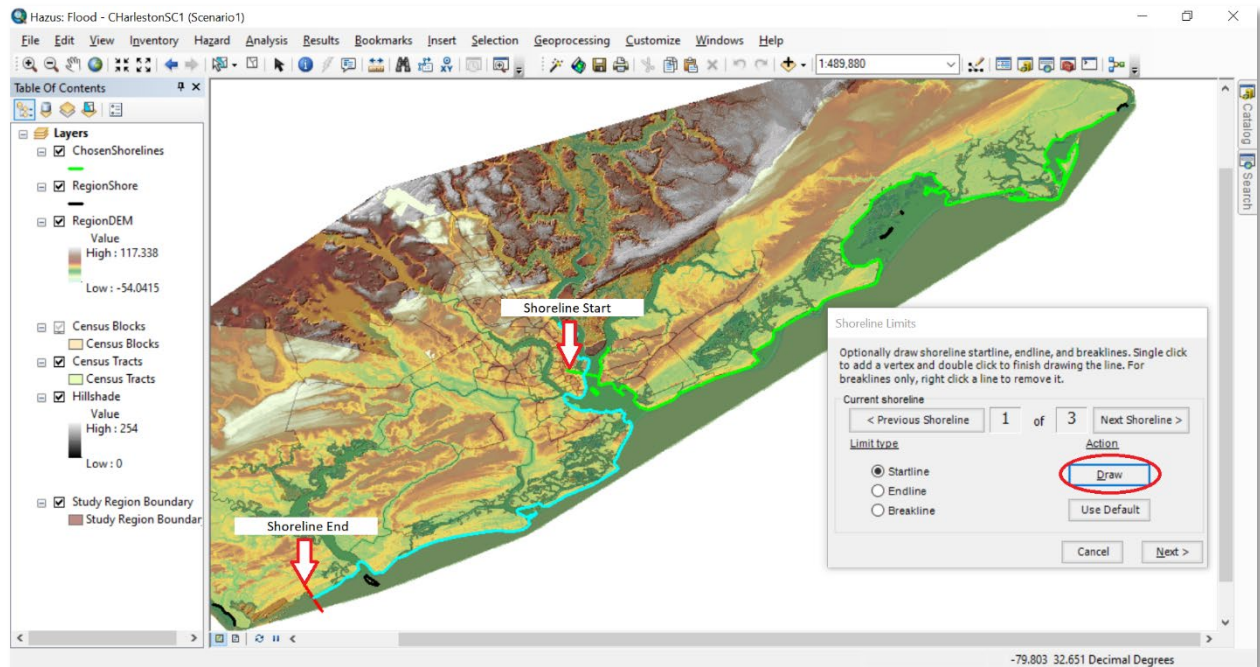 Hazus: Flood - CHarlestonSC1 (Scenario1)
File Edit View Inventory Hazard Analysis Results Bookmarks Insert Selection Geoprocessing Customize Windows Help
1:489,880
Table Of Contents
Layers
ChosenShorelines
RegionShore
RegionDEM
Value
High : 117.338
Low : -54.0415
Census Blocks
Census Blocks
Census Tracts
Census Tracts
Hillshade
Value
High : 254
Low : 0
Study Region Boundary
Study Region Boundar
Shoreline Start
Shoreline End
Shoreline Limits
Optionally draw shoreline startline, endline, and breaklines. Single click
to add a vertex and double click to finish drawing the line. For
breaklines only, right click a line to remove it.
Current shoreline
< Previous Shoreline 1 of 3 Next Shoreline >
Limit type Action
Startline Draw
Endline
Breakline Use Default
Cancel Next >
Catalog
Search
-79.803 32.651 Decimal Degrees